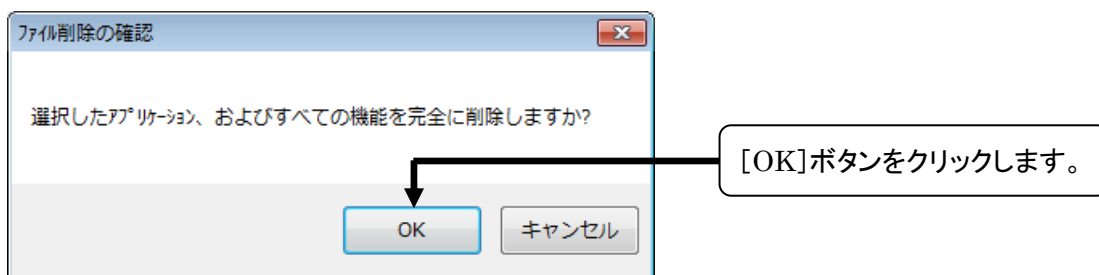 ﾌｧｲﾙ削除の確認
選択したｱﾌﾟﾘｹｰｼｮﾝ、およびすべての機能を完全に削除しますか?
［OK］ボタンをクリックします。
OK
キャンセル